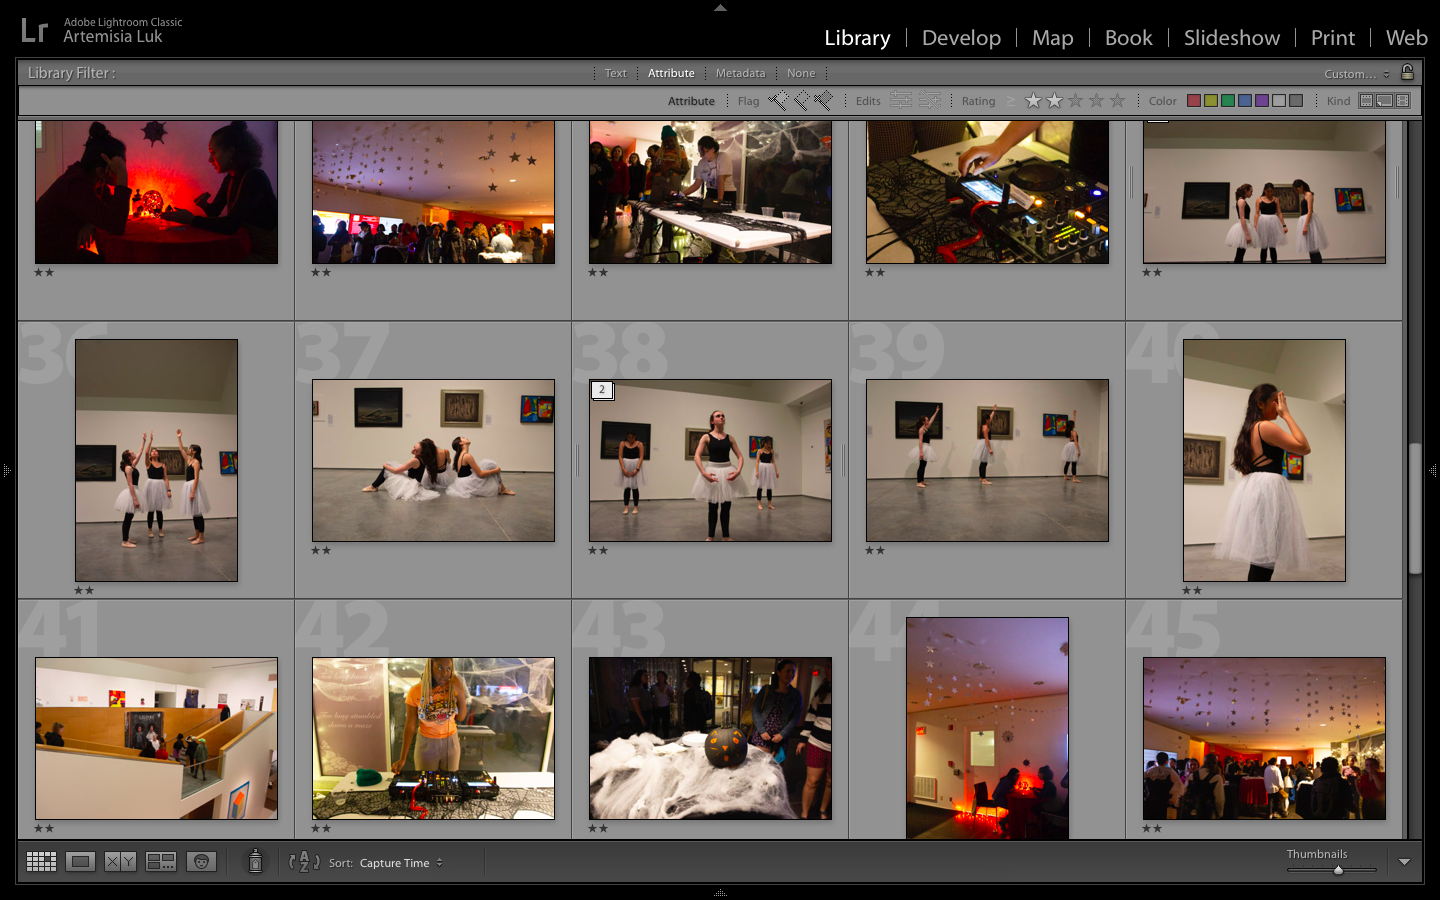 Lr
Adobe Lightroom Classic
Artemisia Luk
Library
Develop
Map
Book
Slideshow
Print
Web
Library Filter :
Text
Attribute
Metadata
None
Custom...
Attribute
Flag
Edits
Rating
≥
Color
Kind
36
37
38
2
39
40
41
42
43
44
45
X Y
A Z
Sort: Capture Time
Thumbnails